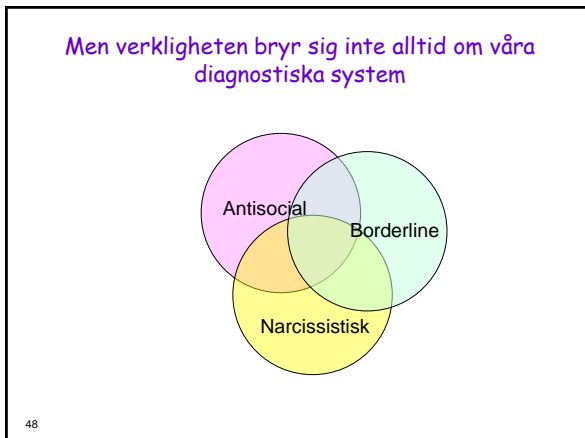 Men verkligheten bryr sig inte alltid om våra
diagnostiska system
Antisocial
Borderline
Narcissistisk
48